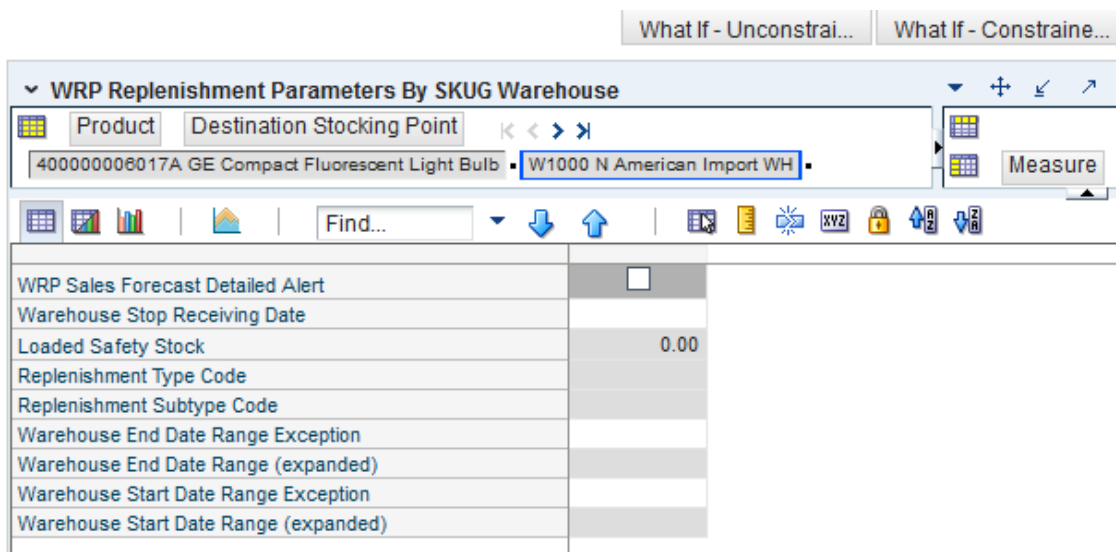 What If - Unconstrai... What If - Constraine...
WRP Replenishment Parameters By SKUG Warehouse
Product Destination Stocking Point
400000006017A GE Compact Fluorescent Light Bulb W1000 N American Import WH Measure
Find... XYZ A Z Z A
WRP Sales Forecast Detailed Alert
Warehouse Stop Receiving Date
Loaded Safety Stock 0.00
Replenishment Type Code
Replenishment Subtype Code
Warehouse End Date Range Exception
Warehouse End Date Range (expanded)
Warehouse Start Date Range Exception
Warehouse Start Date Range (expanded)